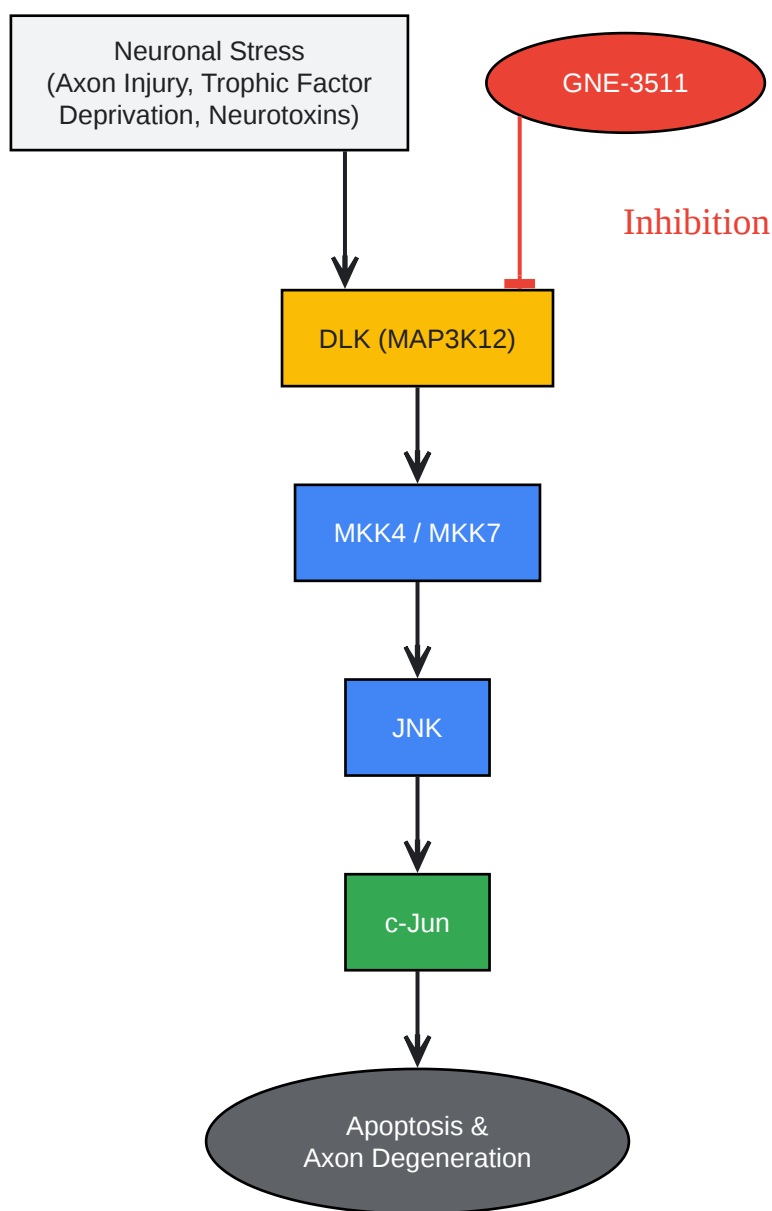 Neuronal Stress
(Axon Injury, Trophic Factor
Deprivation, Neurotoxins)
GNE-3511
Inhibition
DLK (MAP3K12)
MKK4 / MKK7
JNK
c-Jun
Apoptosis &
Axon Degeneration